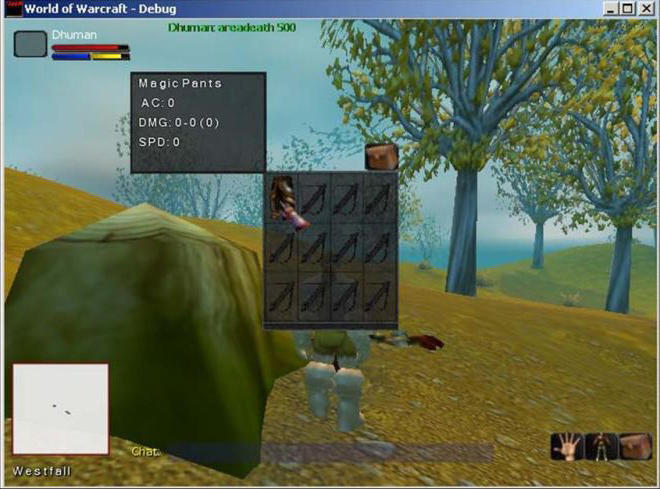 World of Warcraft - Debug
Dhuman: areadeath 500
Dhuman
Magic Pants
AC: 0
DMG: 0-0 (0)
SPD: 0
Chat:
Westfall